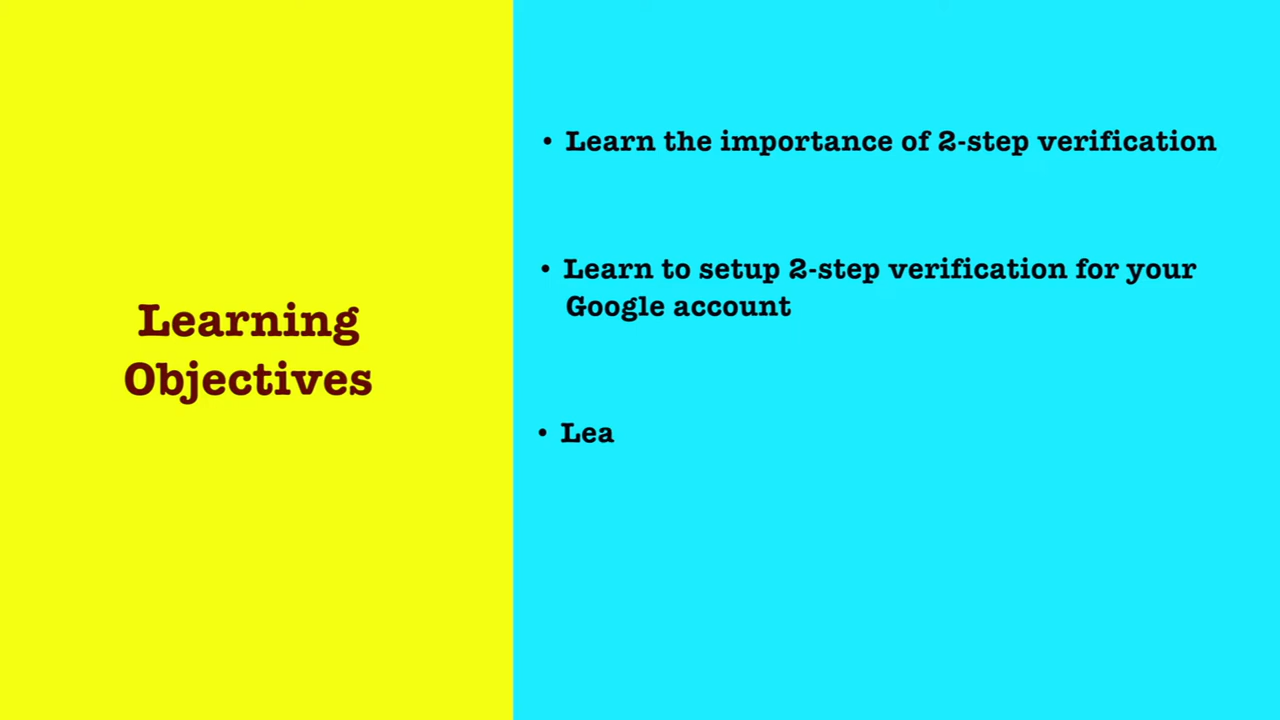 Learning
Objectives
• Learn the importance of 2-step verification
• Learn to setup 2-step verification for your
Google account
• Lea